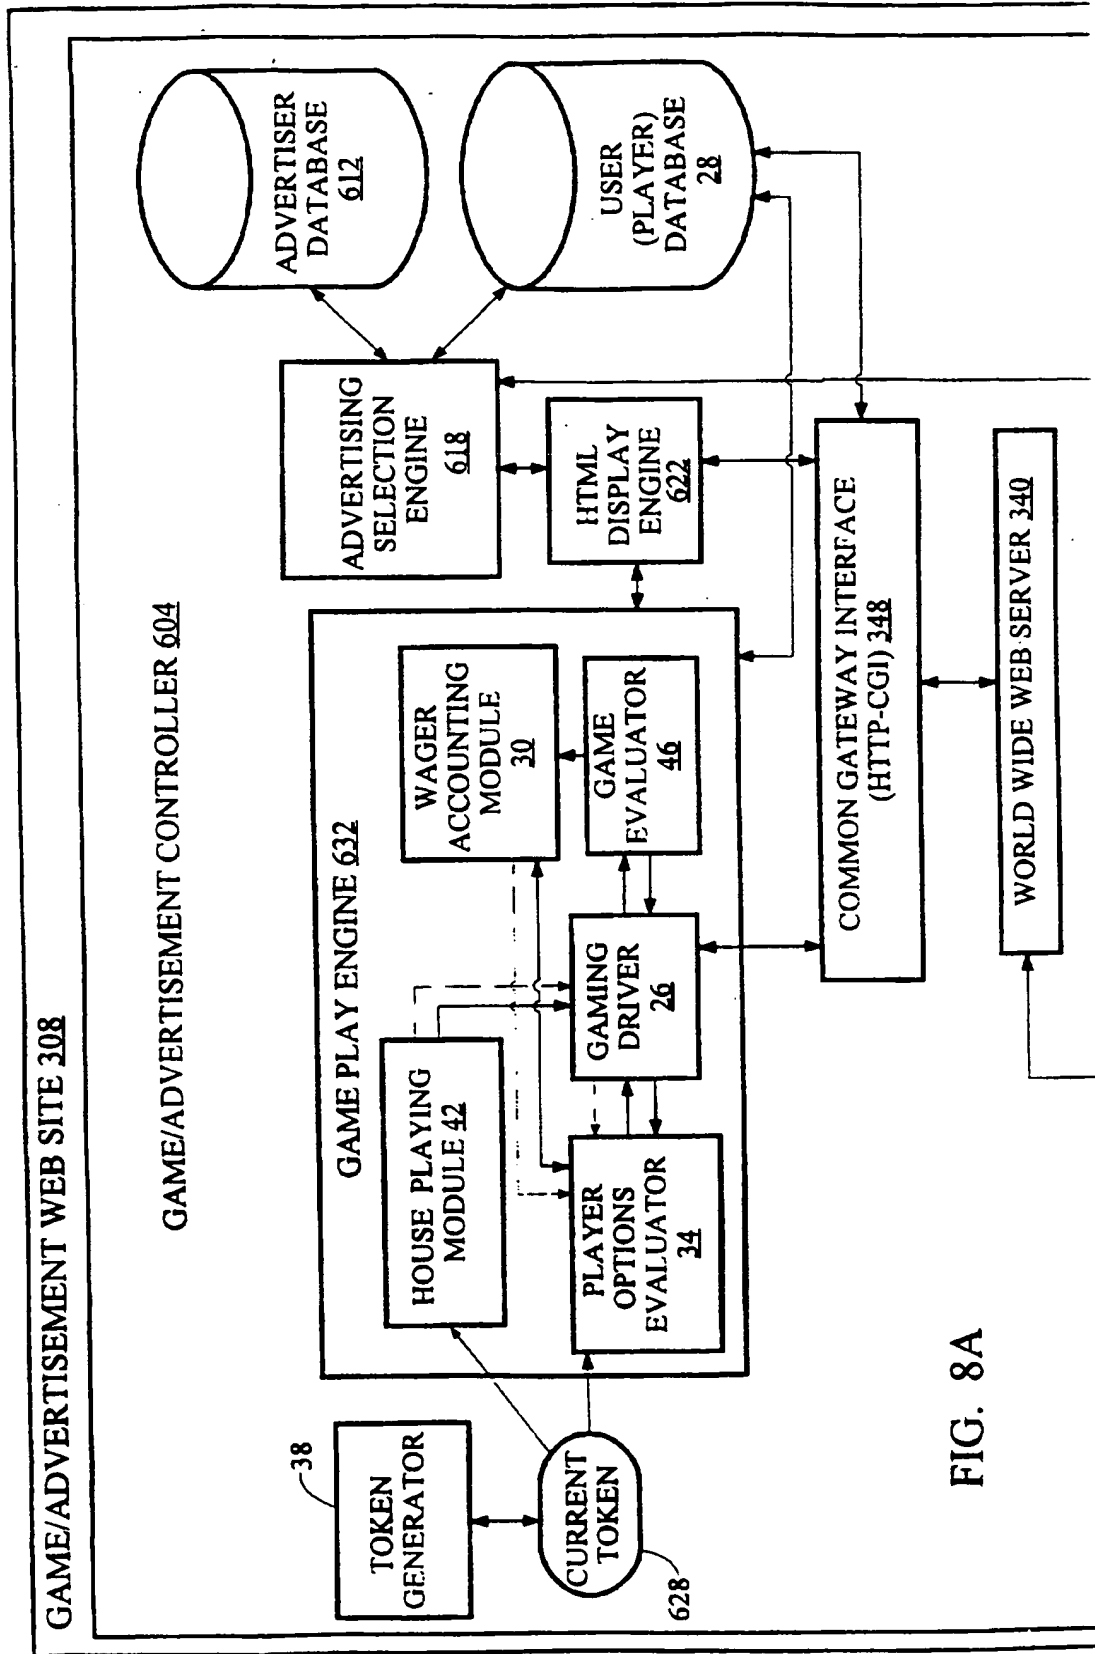 GAME/ADVERTISEMENT WEB SITE 308
GAME/ADVERTISEMENT CONTROLLER 604
38
TOKEN
GENERATOR
CURRENT
TOKEN
628
GAME PLAY ENGINE 632
HOUSE PLAYING
MODULE 42
WAGER
ACCOUNTING
MODULE
30
PLAYER
OPTIONS
EVALUATOR
34
GAMING
DRIVER
26
GAME
EVALUATOR
46
ADVERTISING
SELECTION
ENGINE
618
HTML
DISPLAY
ENGINE
622
ADVERTISER
DATABASE
612
USER
(PLAYER)
DATABASE
28
COMMON GATEWAY INTERFACE
(HTTP-CGI) 348
WORLD WIDE WEB SERVER 340
FIG. 8A